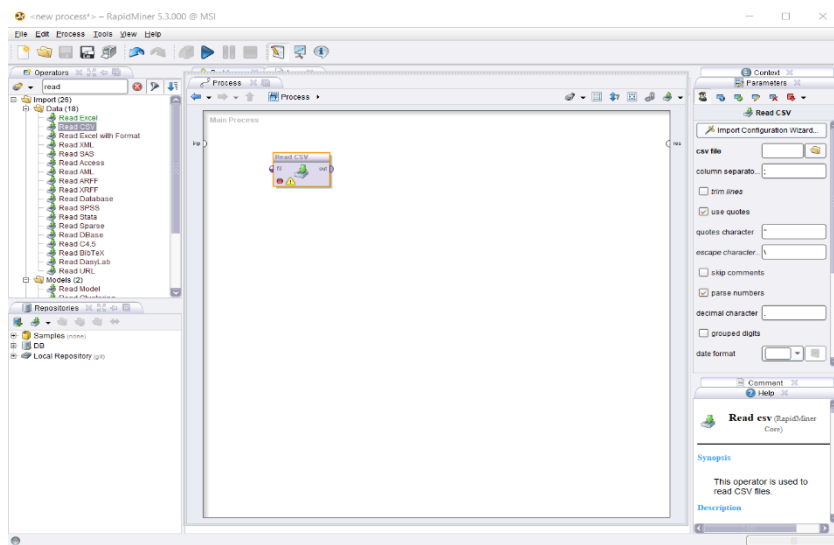 <new process*> – RapidMiner 5.3.000 @ MSI
File Edit Process Tools View Help
Operators
read
Import (26)
Data (18)
Read Excel
Read CSV
Read Excel with Format
Read XML
Read SAS
Read Access
Read AML
Read ARFF
Read XRFF
Read Database
Read SPSS
Read Stata
Read Sparse
Read DBase
Read C4.5
Read BibTeX
Read DasyLab
Read URL
Models (2)
Read Model
Repositories
Samples (none)
DB
Local Repository (git)
Process
Process
Main Process
inp
res
Read CSV
fil
out
Context
Parameters
Read CSV
Import Configuration Wizard...
csv file
column separato... ;
trim lines
use quotes
quotes character "
escape character... \
skip comments
parse numbers
decimal character .
grouped digits
date format
Comment
Help
Read csv (RapidMiner
Core)
Synopsis
This operator is used to
read CSV files.
Description